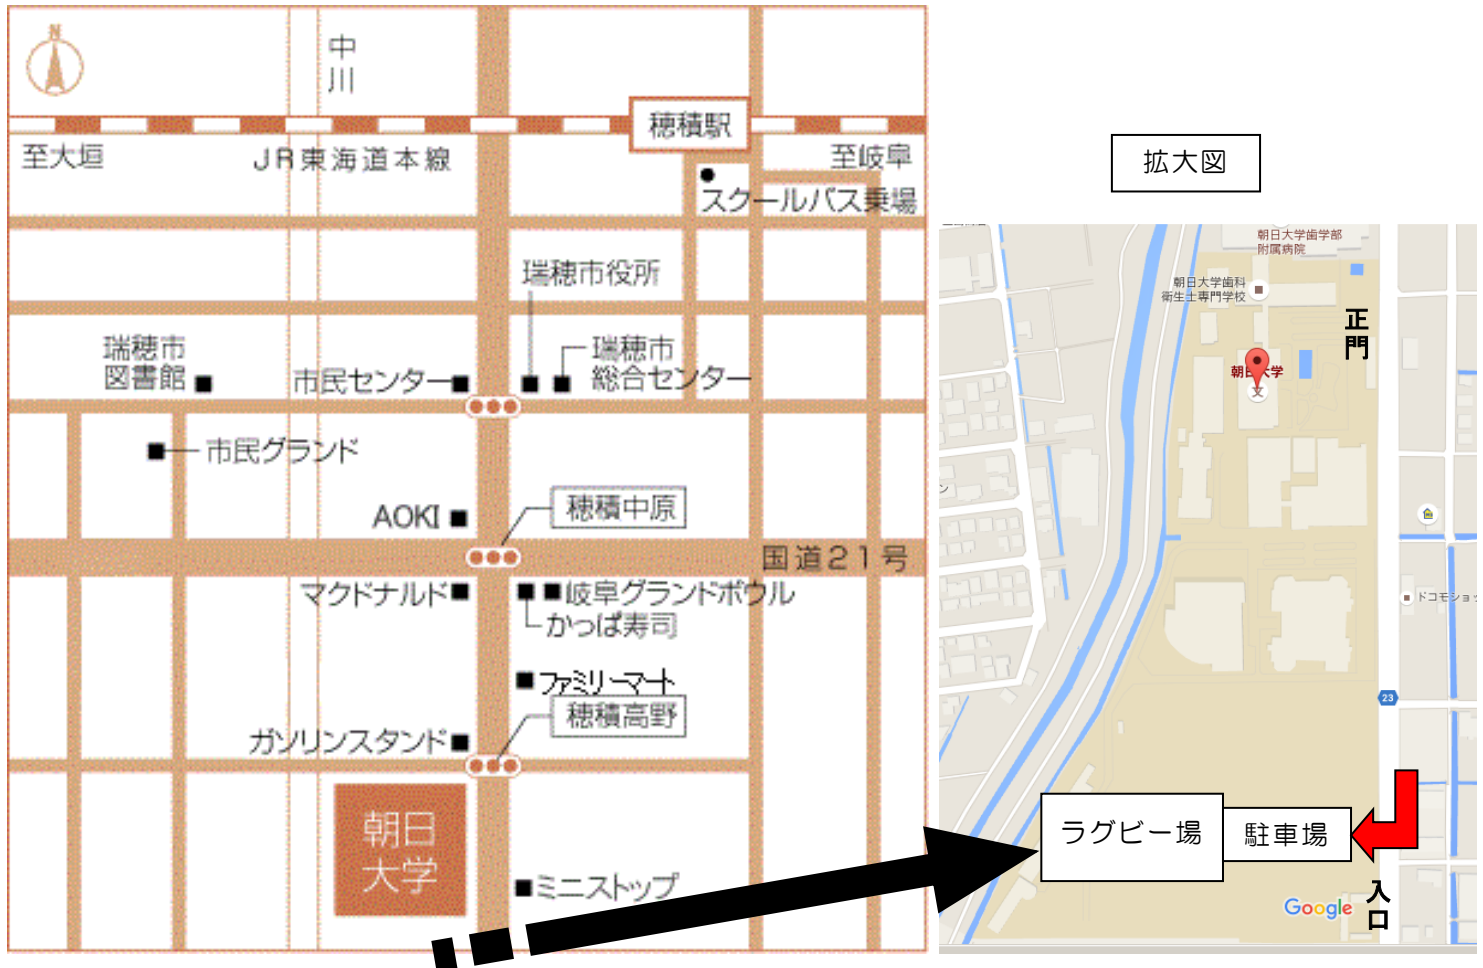 N
中
川
穂積駅
至大垣
JR東海道本線
至岐阜
スクールバス乗場
瑞穂市役所
瑞穂市
図書館
市民センター
瑞穂市
総合センター
市民グランド
AOKI
穂積中原
国道21号
マクドナルド
岐阜グランドボウル
かっぱ寿司
ファミリーマート
穂積高野
ガソリンスタンド
朝日
大学
ミニストップ
拡大図
朝日大学歯学部
附属病院
朝日大学歯科
衛生士専門学校
正
門
朝日大学
文
ン
ドコモショッ
23
ラグビー場
駐車場
入
口
Google